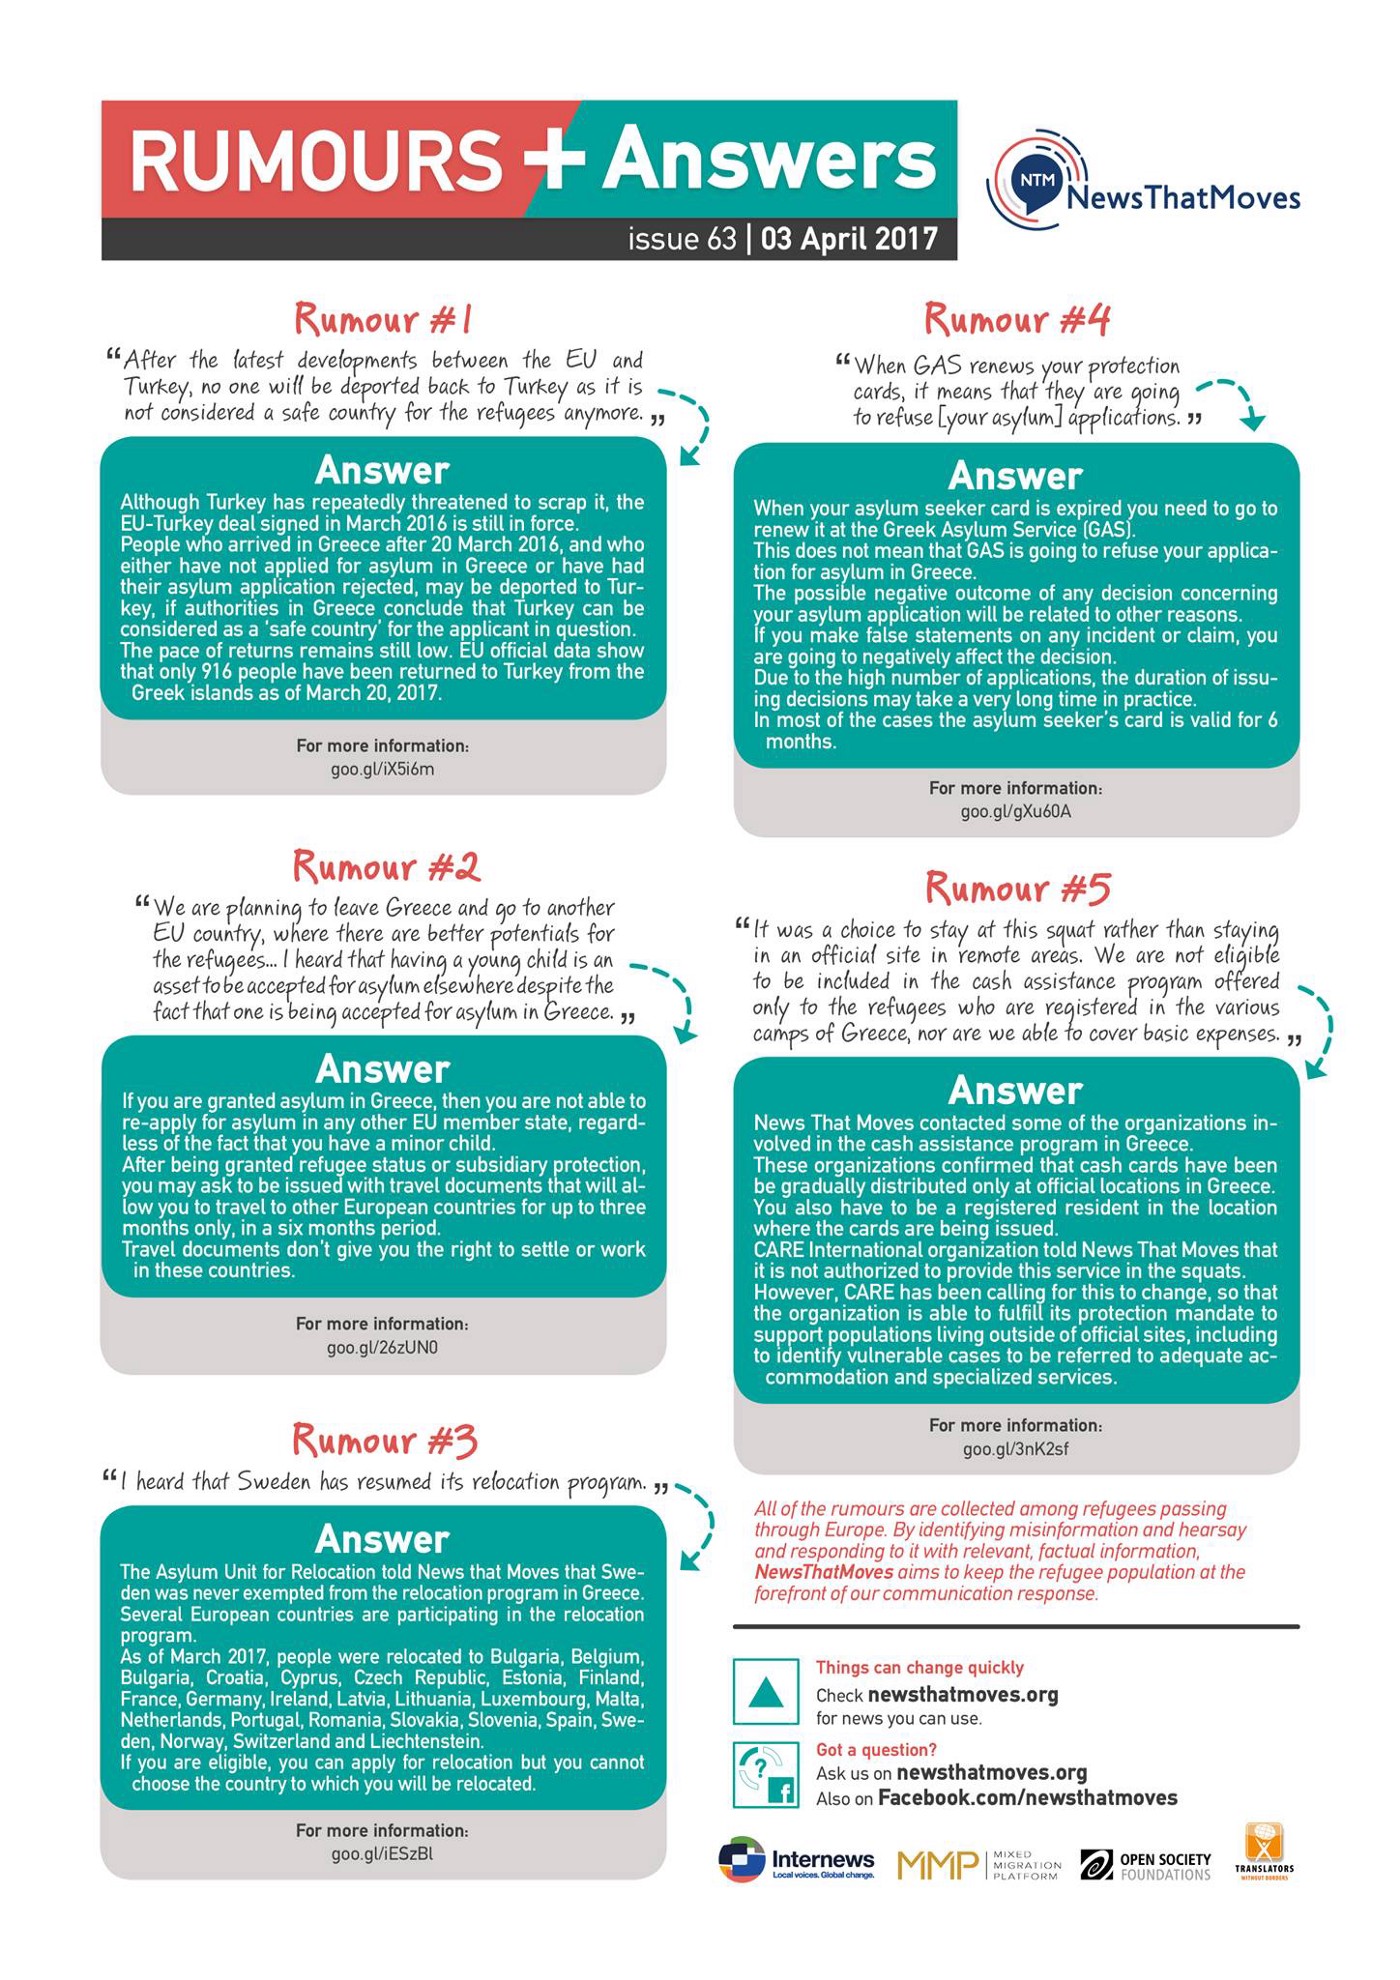 RUMOURS + Answers
issue 63 | 03 April 2017
NTM
NewsThatMoves
Rumour #1
“After the latest developments between the EU and
Turkey, no one will be deported back to Turkey as it is
not considered a safe country for the refugees anymore.”
Answer
Although Turkey has repeatedly threatened to scrap it, the
EU-Turkey deal signed in March 2016 is still in force.
People who arrived in Greece after 20 March 2016, and who
either have not applied for asylum in Greece or have had
their asylum application rejected, may be deported to Tur-
key, if authorities in Greece conclude that Turkey can be
considered as a ‘safe country’ for the applicant in question.
The pace of returns remains still low. EU official data show
that only 916 people have been returned to Turkey from the
Greek islands as of March 20, 2017.
For more information:
goo.gl/iX5i6m
Rumour #2
“We are planning to leave Greece and go to another
EU country, where there are better potentials for
the refugees... I heard that having a young child is an
asset to be accepted for asylum elsewhere despite the
fact that one is being accepted for asylum in Greece.”
Answer
If you are granted asylum in Greece, then you are not able to
re-apply for asylum in any other EU member state, regard-
less of the fact that you have a minor child.
After being granted refugee status or subsidiary protection,
you may ask to be issued with travel documents that will al-
low you to travel to other European countries for up to three
months only, in a six months period.
Travel documents don’t give you the right to settle or work
in these countries.
For more information:
goo.gl/26zUN0
Rumour #3
“I heard that Sweden has resumed its relocation program.”
Answer
The Asylum Unit for Relocation told News that Moves that Swe-
den was never exempted from the relocation program in Greece.
Several European countries are participating in the relocation
program.
As of March 2017, people were relocated to Bulgaria, Belgium,
Bulgaria, Croatia, Cyprus, Czech Republic, Estonia, Finland,
France, Germany, Ireland, Latvia, Lithuania, Luxembourg, Malta,
Netherlands, Portugal, Romania, Slovakia, Slovenia, Spain, Swe-
den, Norway, Switzerland and Liechtenstein.
If you are eligible, you can apply for relocation but you cannot
choose the country to which you will be relocated.
For more information:
goo.gl/iESzBl
Rumour #4
“When GAS renews your protection
cards, it means that they are going
to refuse [your asylum] applications.”
Answer
When your asylum seeker card is expired you need to go to
renew it at the Greek Asylum Service (GAS).
This does not mean that GAS is going to refuse your applica-
tion for asylum in Greece.
The possible negative outcome of any decision concerning
your asylum application will be related to other reasons.
If you make false statements on any incident or claim, you
are going to negatively affect the decision.
Due to the high number of applications, the duration of issu-
ing decisions may take a very long time in practice.
In most of the cases the asylum seeker’s card is valid for 6
months.
For more information:
goo.gl/gXu60A
Rumour #5
“It was a choice to stay at this squat rather than staying
in an official site in remote areas. We are not eligible
to be included in the cash assistance program offered
only to the refugees who are registered in the various
camps of Greece, nor are we able to cover basic expenses.”
Answer
News That Moves contacted some of the organizations in-
volved in the cash assistance program in Greece.
These organizations confirmed that cash cards have been
be gradually distributed only at official locations in Greece.
You also have to be a registered resident in the location
where the cards are being issued.
CARE International organization told News That Moves that
it is not authorized to provide this service in the squats.
However, CARE has been calling for this to change, so that
the organization is able to fulfill its protection mandate to
support populations living outside of official sites, including
to identify vulnerable cases to be referred to adequate ac-
commodation and specialized services.
For more information:
goo.gl/3nK2sf
All of the rumours are collected among refugees passing
through Europe. By identifying misinformation and hearsay
and responding to it with relevant, factual information,
NewsThatMoves aims to keep the refugee population at the
forefront of our communication response.
Things can change quickly
Check newsthatmoves.org
for news you can use.
?
f
Got a question?
Ask us on newsthatmoves.org
Also on Facebook.com/newsthatmoves
Internews
Local voices. Global change.
MMP
MIXED
MIGRATION
PLATFORM
OPEN SOCIETY
FOUNDATIONS
TRANSLATORS
WITHOUT BORDERS